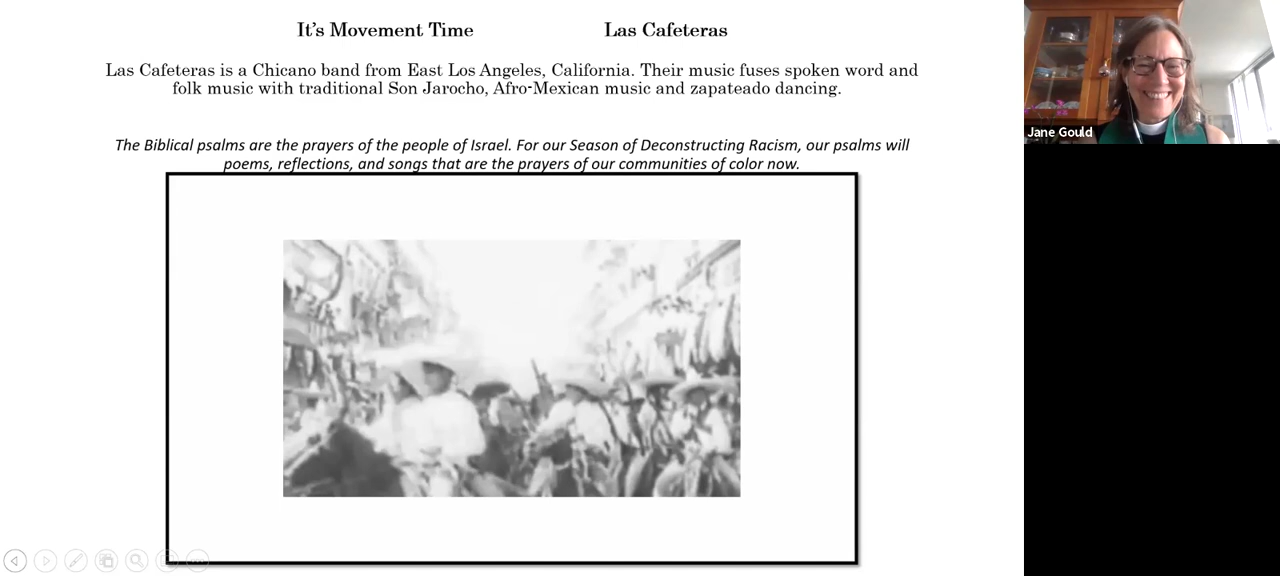 It's Movement Time Las Cafeteras
Las Cafeteras is a Chicano band from East Los Angeles, California. Their music fuses spoken word and
folk music with traditional Son Jarocho, Afro-Mexican music and zapateado dancing.
The Biblical psalms are the prayers of the people of Israel. For our Season of Deconstructing Racism, our psalms will
poems, reflections, and songs that are the prayers of our communities of color now.
Jane Gould